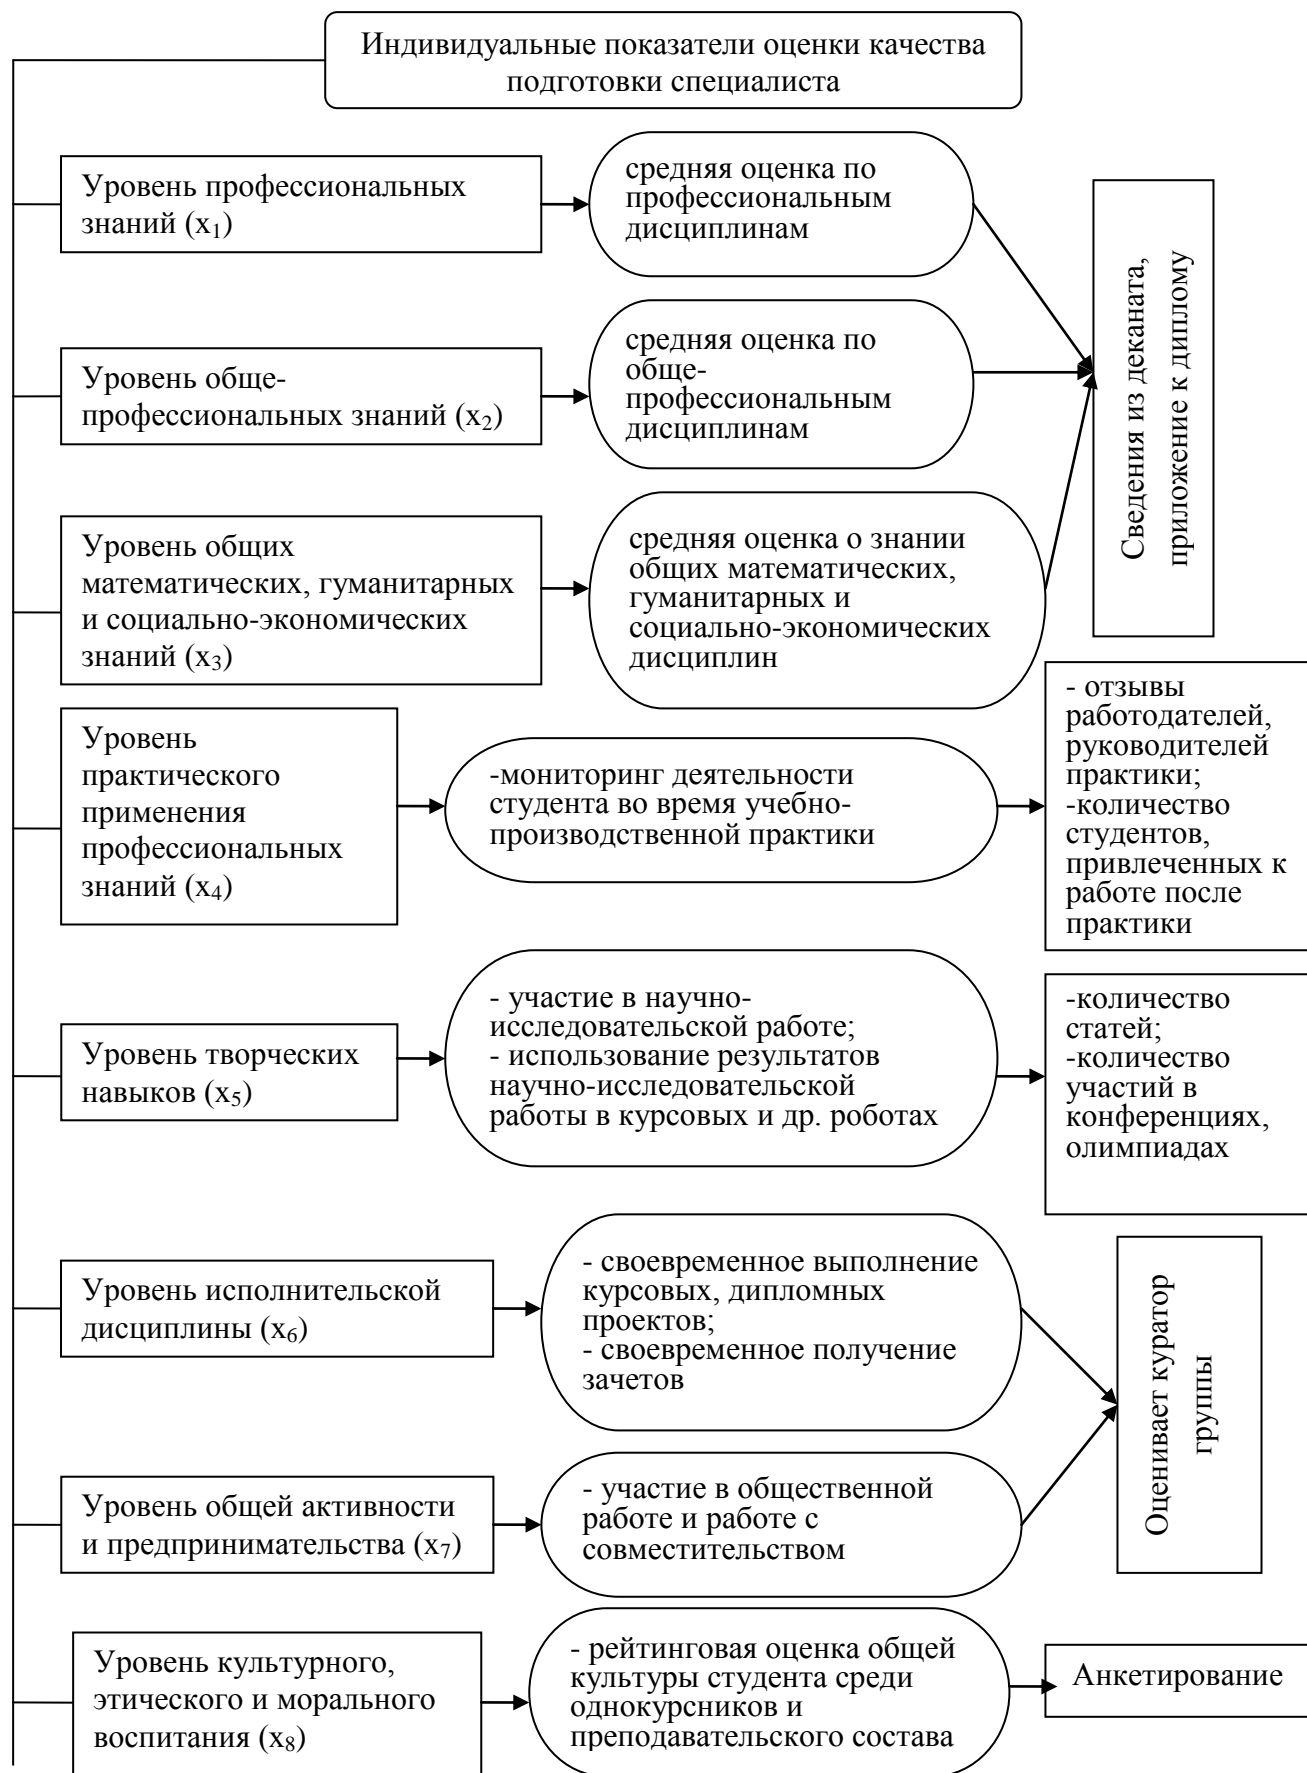 Индивидуальные показатели оценки качества
подготовки специалиста
Уровень профессиональных
знаний (x₁)
средняя оценка по
профессиональным
дисциплинам
Сведения из деканата,
приложение к диплому
Уровень обще-
профессиональных знаний (x₂)
средняя оценка по
обще-
профессиональным
дисциплинам
Уровень общих
математических, гуманитарных
и социально-экономических
знаний (x₃)
средняя оценка о знании
общих математических,
гуманитарных и
социально-экономических
дисциплин
Уровень
практического
применения
профессиональных
знаний (x₄)
-мониторинг деятельности
студента во время учебно-
производственной практики
- отзывы
работодателей,
руководителей
практики;
-количество
студентов,
привлеченных к
работе после
практики
Уровень творческих
навыков (x₅)
- участие в научно-
исследовательской работе;
- использование результатов
научно-исследовательской
работы в курсовых и др. роботах
-количество
статей;
-количество
участий в
конференциях,
олимпиадах
Уровень исполнительской
дисциплины (x₆)
- своевременное выполнение
курсовых, дипломных
проектов;
- своевременное получение
зачетов
Оценивает куратор
группы
Уровень общей активности
и предпринимательства (x₇)
- участие в общественной
работе и работе с
совместительством
Уровень культурного,
этического и морального
воспитания (x₈)
- рейтинговая оценка общей
культуры студента среди
однокурсников и
преподавательского состава
Анкетирование